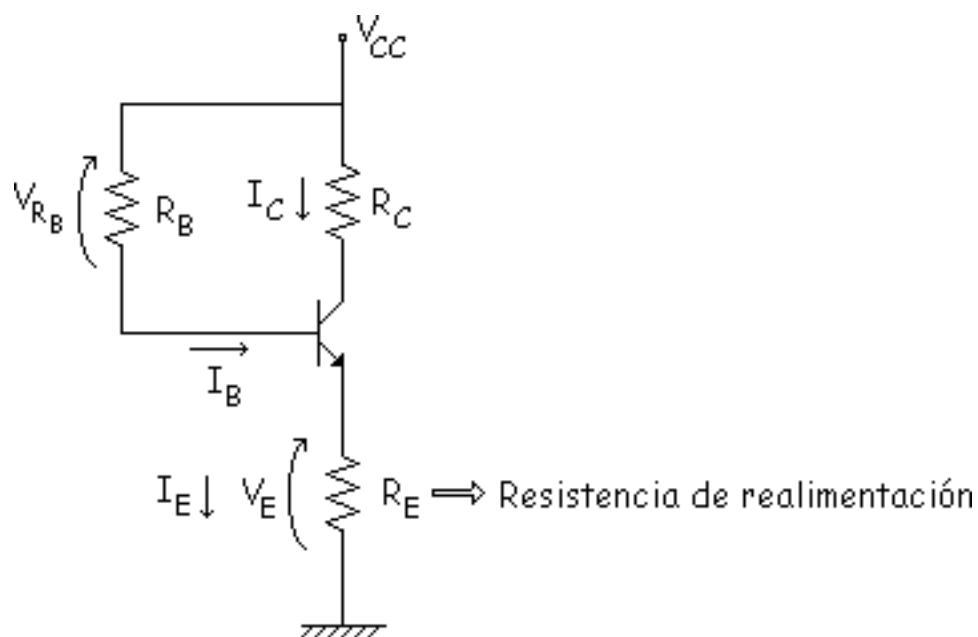 VCC
VRB
RB
IC
RC
IB
IE
VE
RE
Resistencia de realimentación